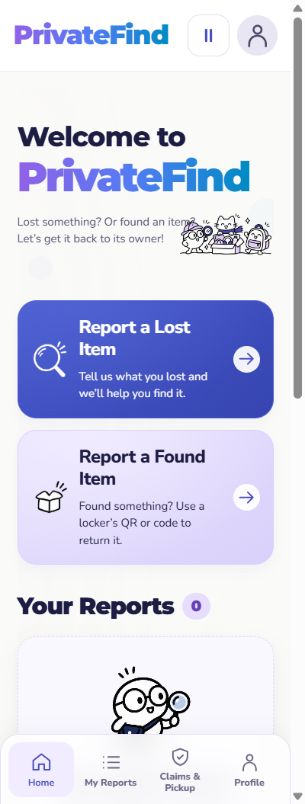 PrivateFind
Welcome to
PrivateFind
Lost something? Or found an item?
Let's get it back to its owner!
Report a Lost
Item
Tell us what you lost and
we'll help you find it.
Report a Found
Item
Found something? Use a
locker's QR or code to
return it.
Your Reports 0
Home
My Reports
Claims &
Pickup
Profile